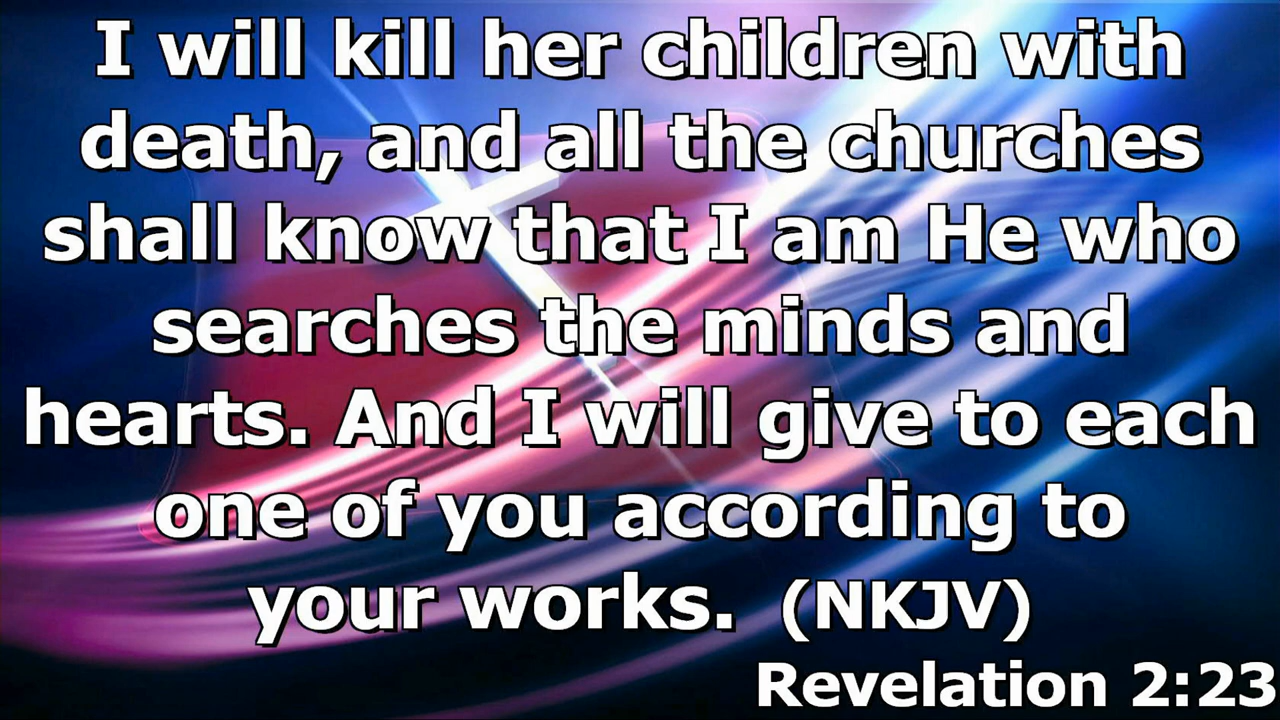 I will kill her children with
death, and all the churches
shall know that I am He who
searches the minds and
hearts. And I will give to each
one of you according to
your works. (NKJV)
Revelation 2:23